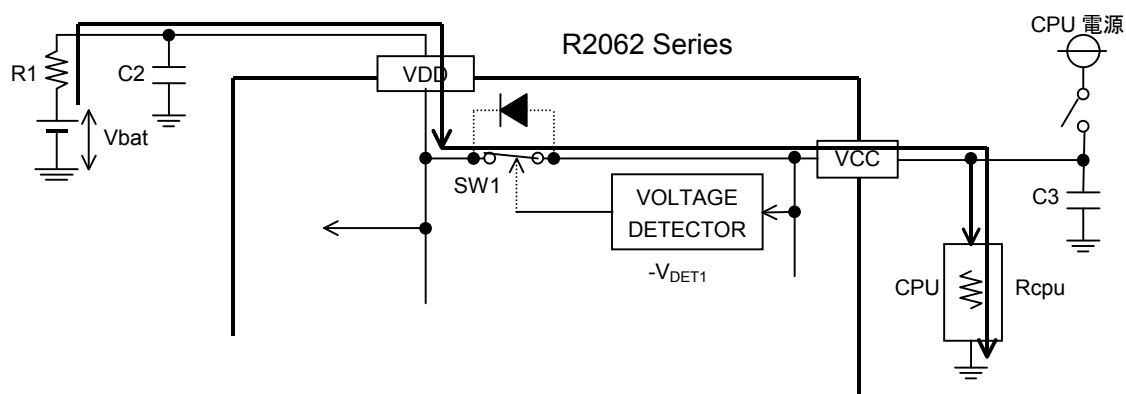 CPU 電源
R2062 Series
R1
C2
VDD
Vbat
SW1
VCC
VOLTAGE
DETECTOR
C3
-VDET1
CPU
Rcpu